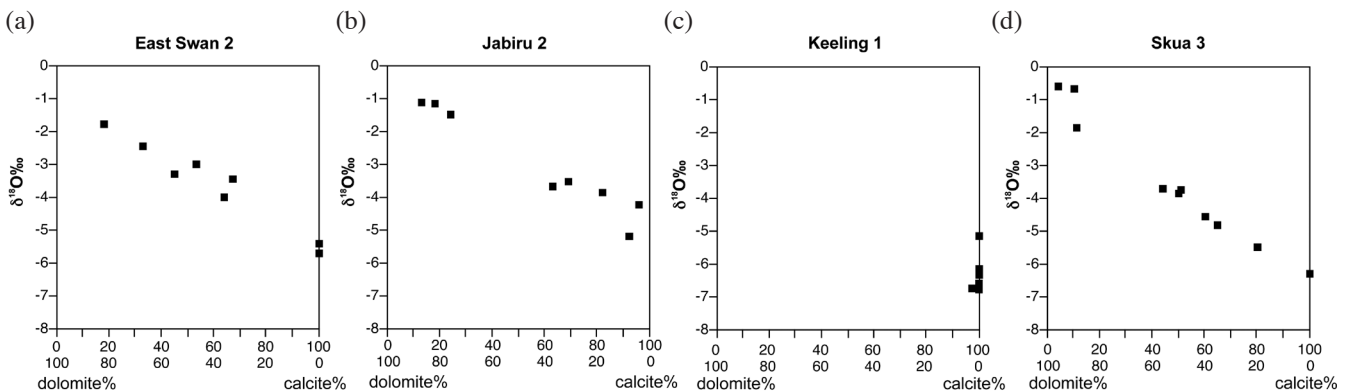 (a)
East Swan 2
0
-1
-2
-3
-4
-5
-6
-7
-8
δ¹⁸O‰
0 20 40 60 80 100
100 80 60 40 20 0
dolomite% calcite%
(b)
Jabiru 2
0
-1
-2
-3
-4
-5
-6
-7
-8
δ¹⁸O‰
0 20 40 60 80 100
100 80 60 40 20 0
dolomite% calcite%
(c)
Keeling 1
0
-1
-2
-3
-4
-5
-6
-7
-8
δ¹⁸O‰
0 20 40 60 80 100
100 80 60 40 20 0
dolomite% calcite%
(d)
Skua 3
0
-1
-2
-3
-4
-5
-6
-7
-8
δ¹⁸O‰
0 20 40 60 80 100
100 80 60 40 20 0
dolomite% calcite%